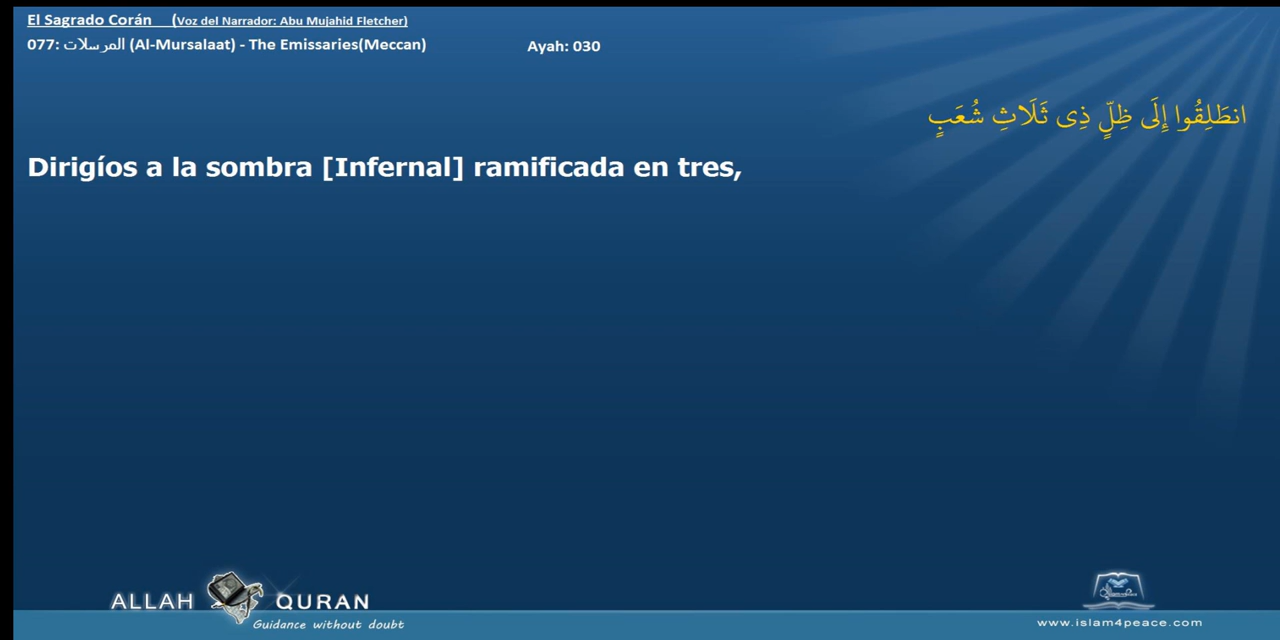 El Sagrado Corán (Voz del Narrador: Abu Mujahid Fletcher)
077: المرسلات (Al-Mursalaat) - The Emissaries(Meccan) Ayah: 030
انطَلِقُوا إِلَى ظِلٍّ ذِى ثَلَاثِ شُعَبٍ
Dirigíos a la sombra [Infernal] ramificada en tres,
ALLAH QURAN
Guidance without doubt
www.islam4peace.com